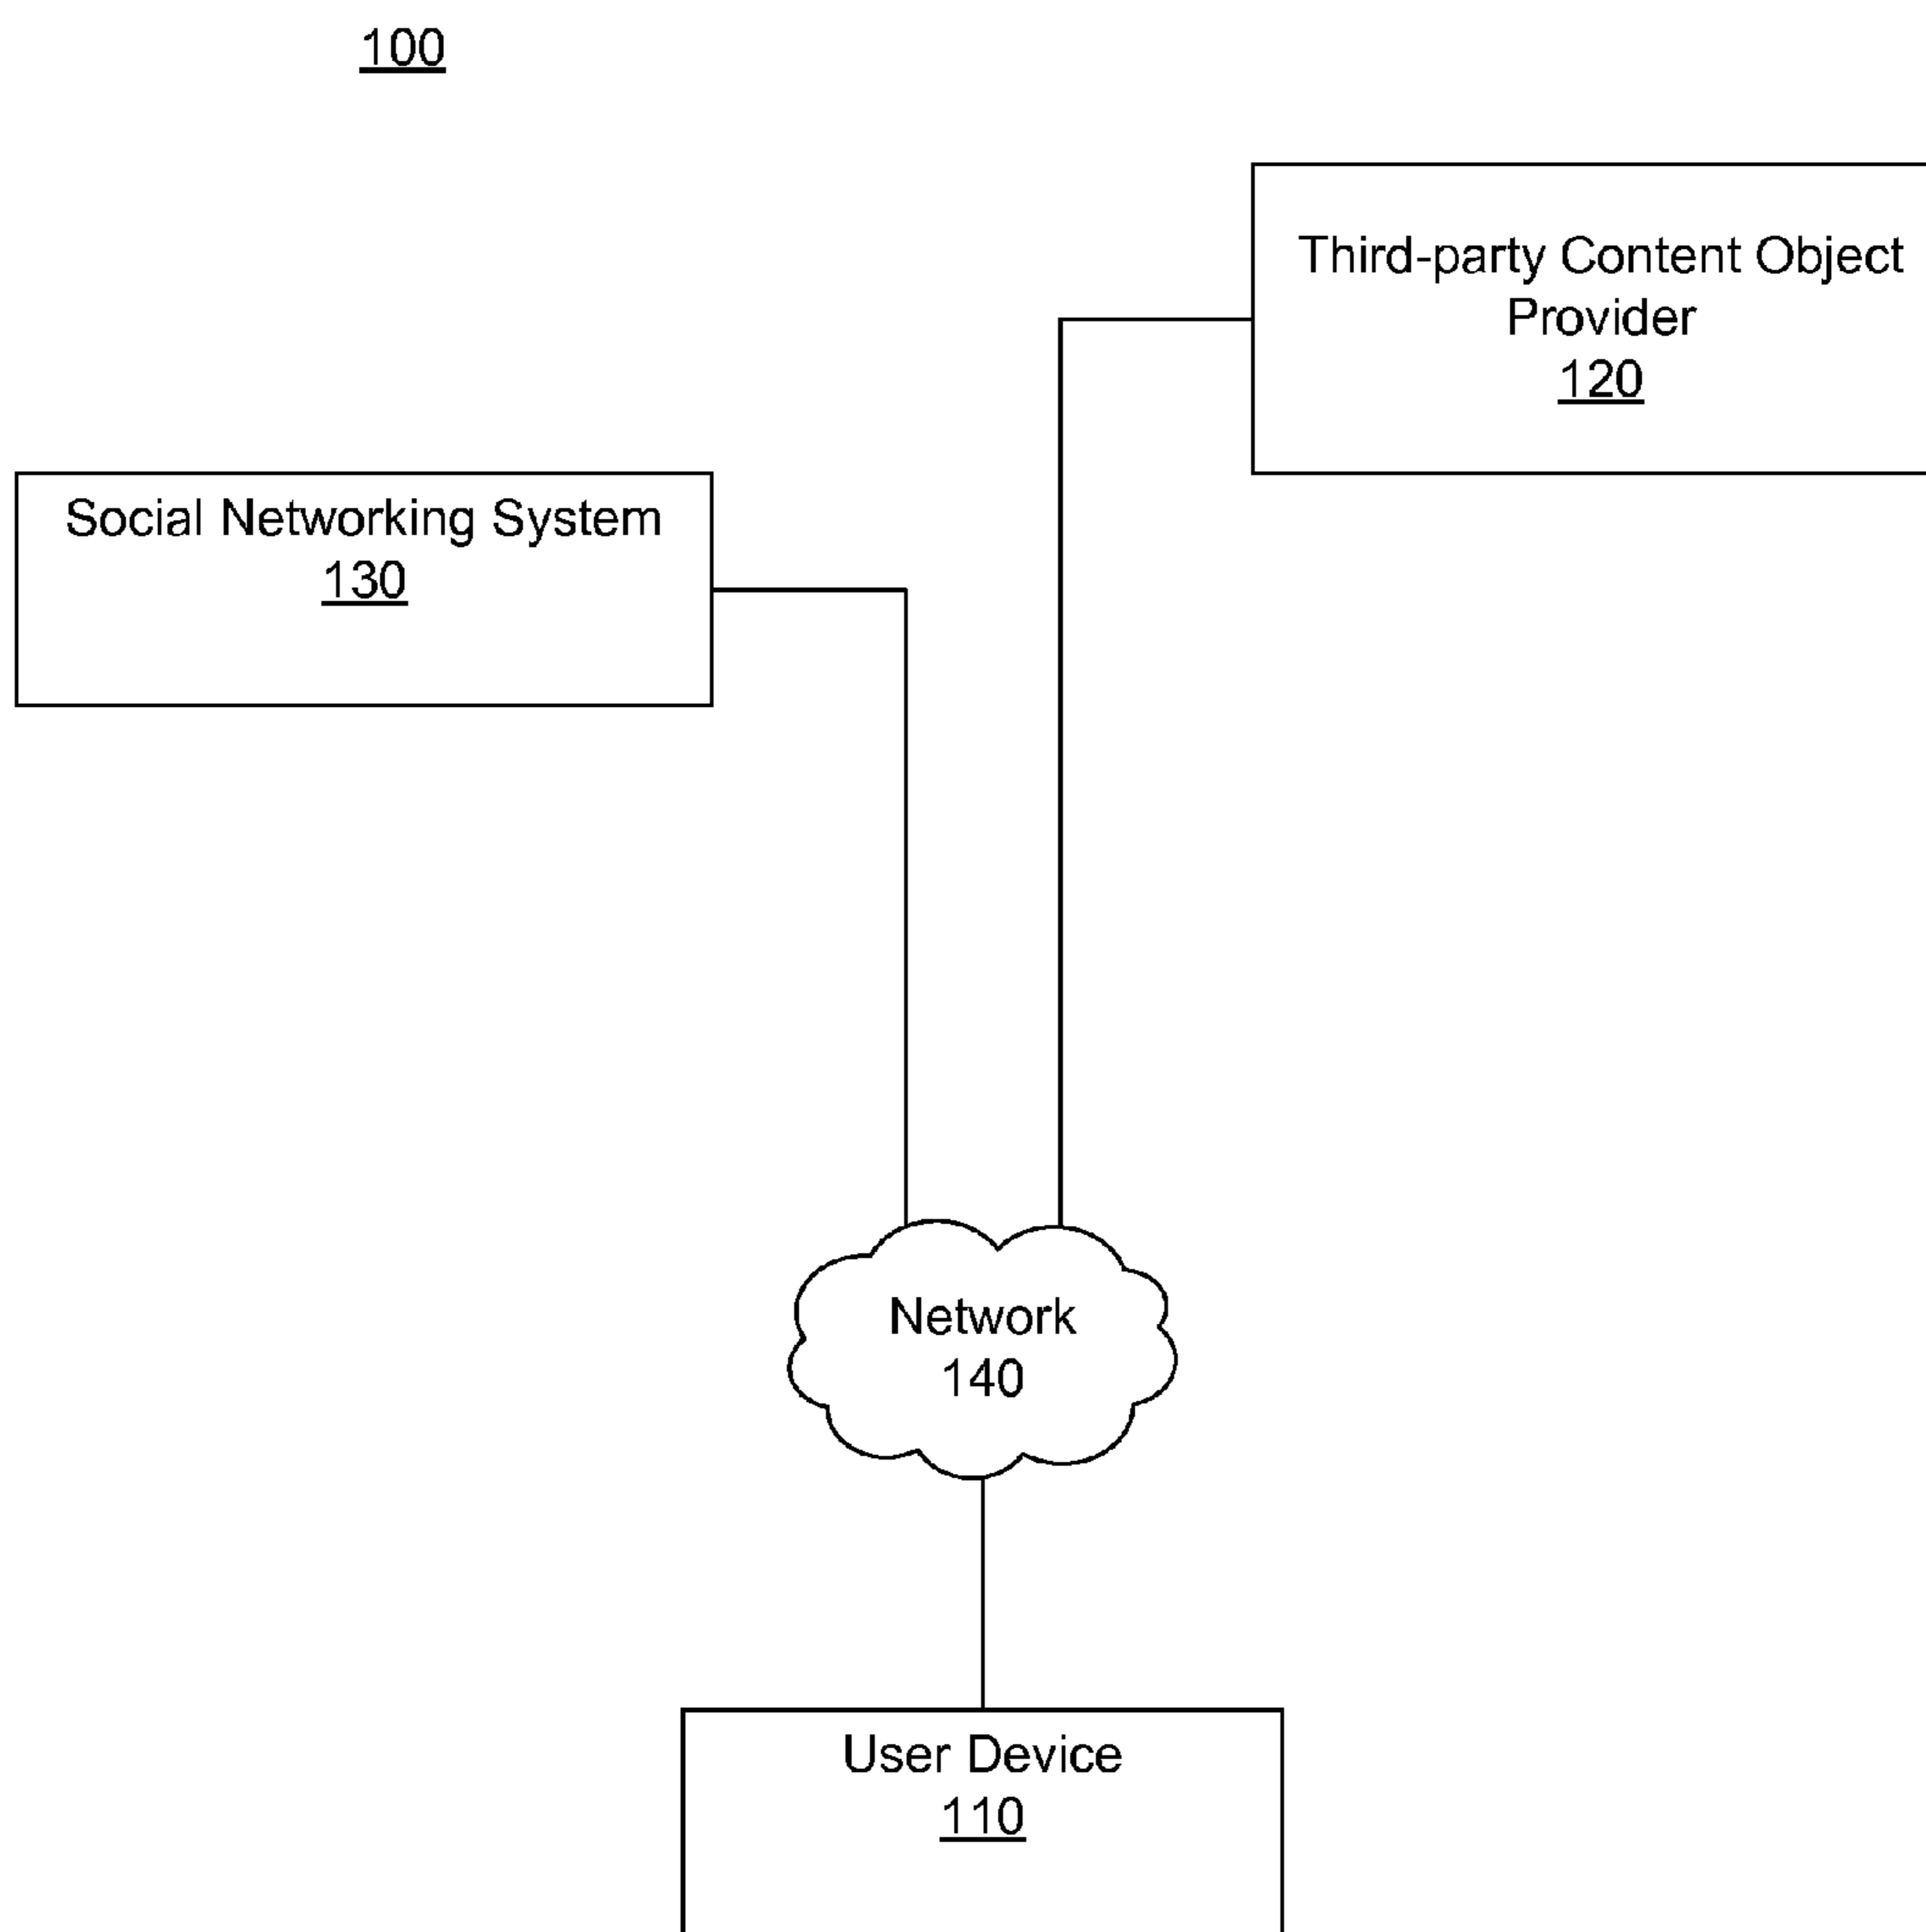 100
Third-party Content Object
Provider
120
Social Networking System
130
Network
140
User Device
110